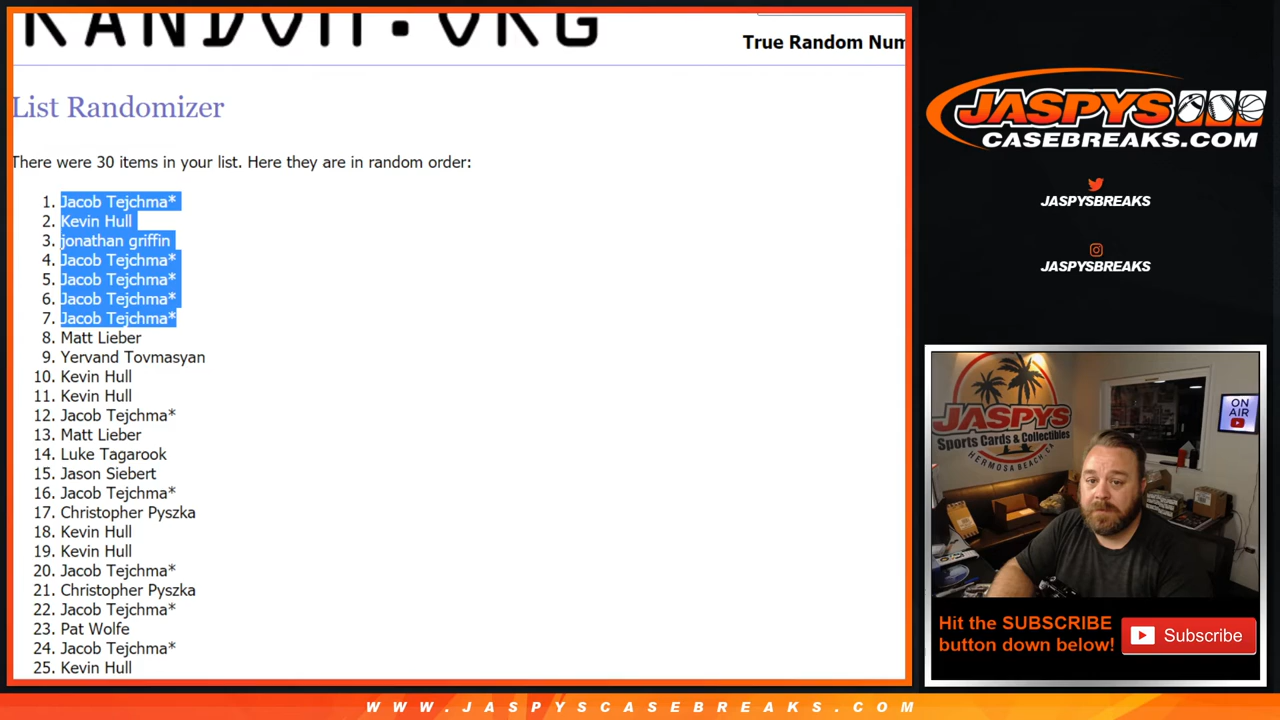 RANDOM.ORG
True Random Num
List Randomizer
There were 30 items in your list. Here they are in random order:
1. Jacob Tejchma*
2. Kevin Hull
3. jonathan griffin
4. Jacob Tejchma*
5. Jacob Tejchma*
6. Jacob Tejchma*
7. Jacob Tejchma*
8. Matt Lieber
9. Yervand Tovmasyan
10. Kevin Hull
11. Kevin Hull
12. Jacob Tejchma*
13. Matt Lieber
14. Luke Tagarook
15. Jason Siebert
16. Jacob Tejchma*
17. Christopher Pyszka
18. Kevin Hull
19. Kevin Hull
20. Jacob Tejchma*
21. Christopher Pyszka
22. Jacob Tejchma*
23. Pat Wolfe
24. Jacob Tejchma*
25. Kevin Hull
JASPYS
CASEBREAKS.COM
JASPYSBREAKS
JASPYSBREAKS
JASPYS
Sports Cards & Collectibles
HERMOSA BEACH, CA
ON
AIR
Hit the SUBSCRIBE
button down below!
Subscribe
WWW.JASPYSCASEBREAKS.COM